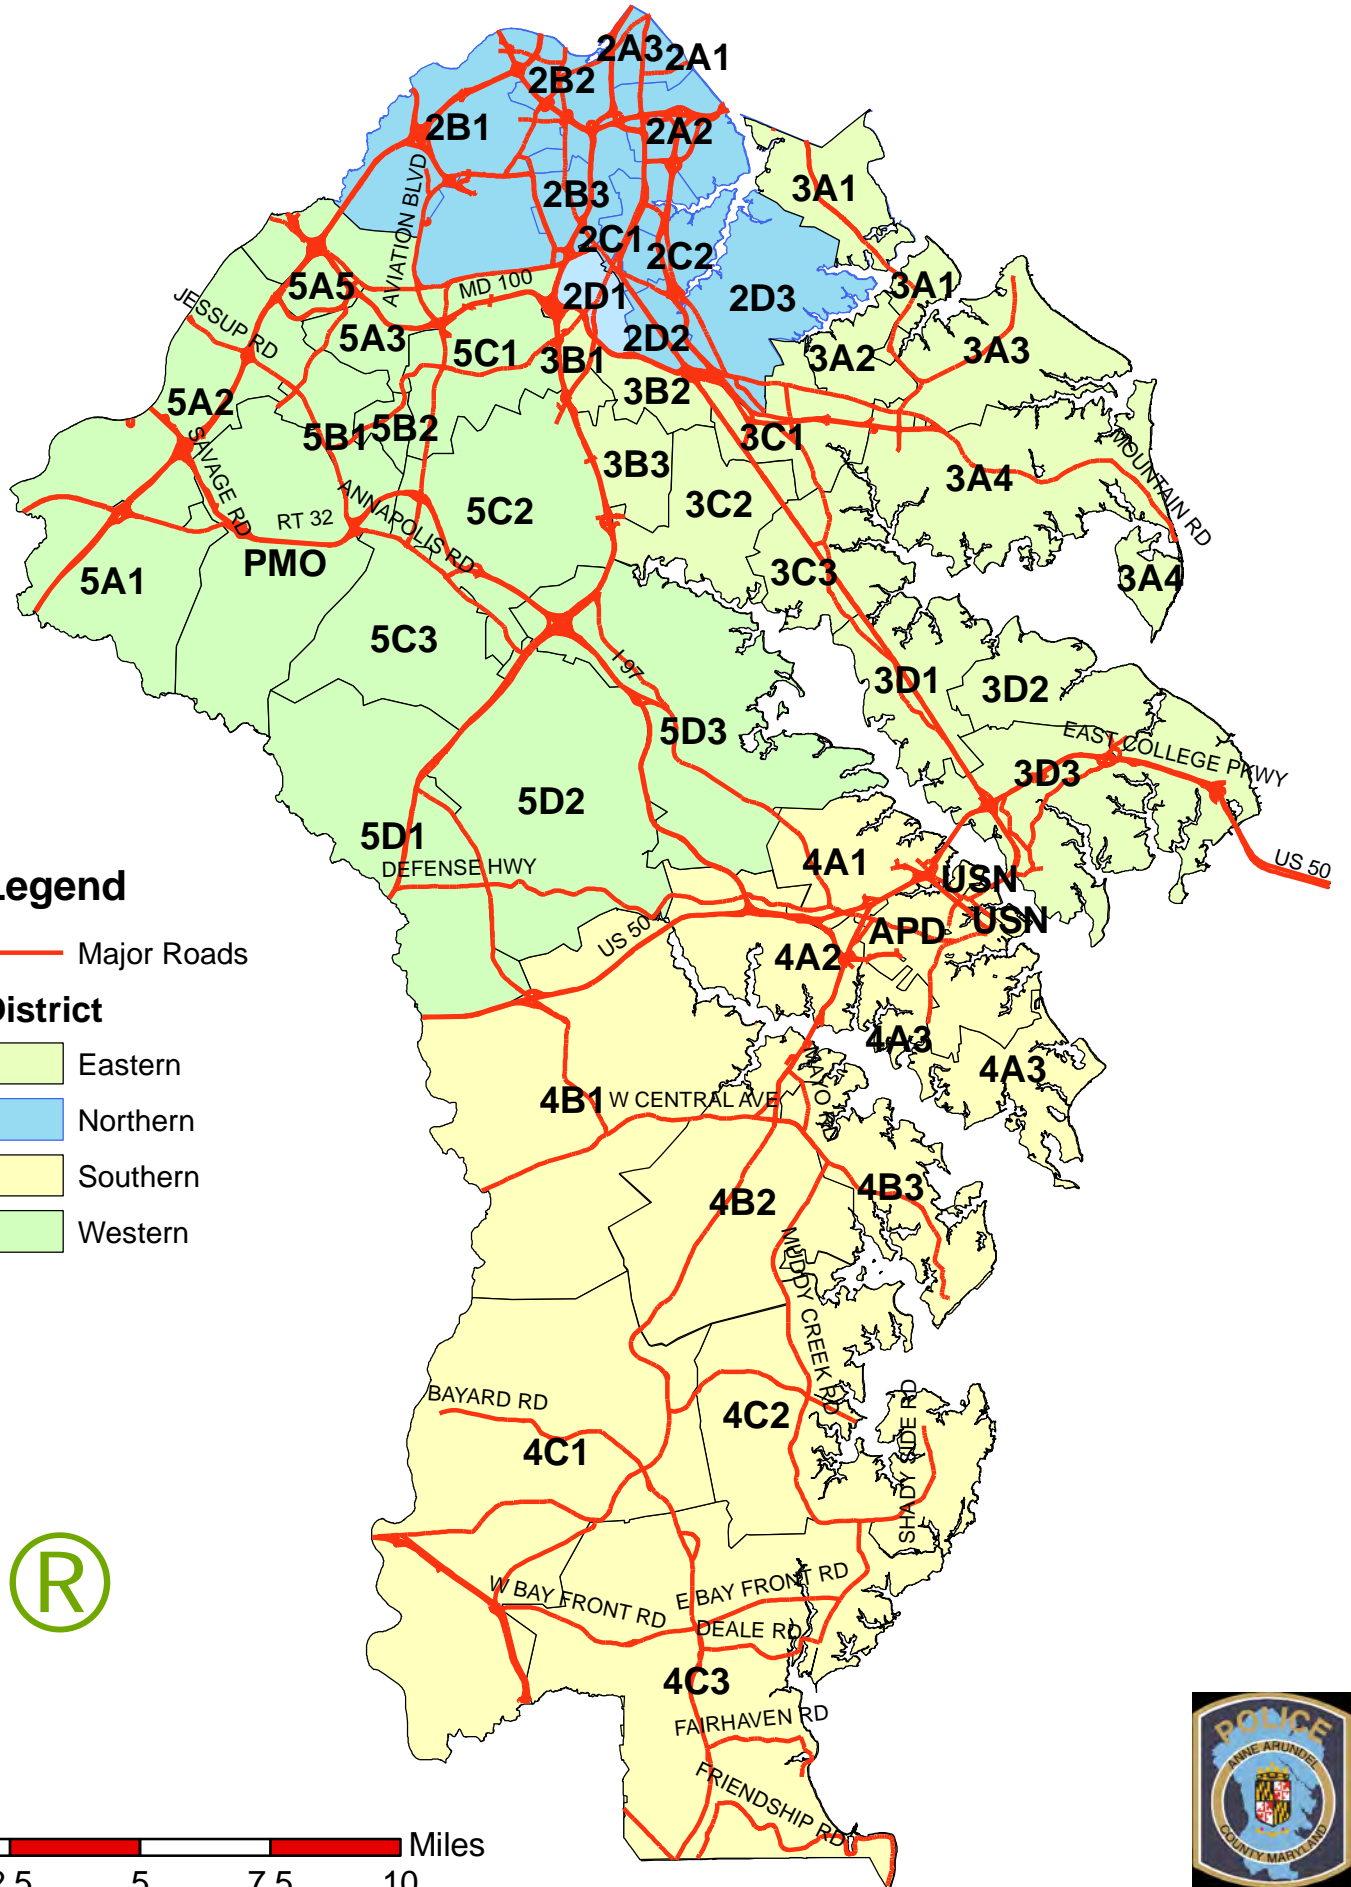 2A3
2A1
2B2
2B1
2A2
3A1
2B3
AVIATION BLVD
2C1
2C2
5A5
MD 100
2D1
2D3
3A1
JESSUP RD
5A3
5C1
3B1
2D2
3A2
3A3
5A2
3B2
5B1
5B2
3C1
MOUNTAIN RD
SAVAGE RD
3B3
3A4
ANNAPOLIS RD
RT 32
5C2
3C2
PMO
5A1
3C3
3A4
5C3
I 97
3D1
3D2
5D3
EAST COLLEGE PKWY
3D3
5D2
5D1
DEFENSE HWY
4A1
US 50
USN
USN
APD
US 50
4A2
4A3
4A3
MAYO RD
4B1
W CENTRAL AVE
4B2
4B3
MUDDY CREEK RD
BAYARD RD
4C2
SHADY SIDE RD
4C1
W BAY FRONT RD
E BAY FRONT RD
DEALE RD
4C3
FAIRHAVEN RD
FRIENDSHIP RD
Legend
Major Roads
District
Eastern
Northern
Southern
Western
®
Miles
2.5 5 7.5 10
POLICE
ANNE ARUNDEL
COUNTY MARYLAND